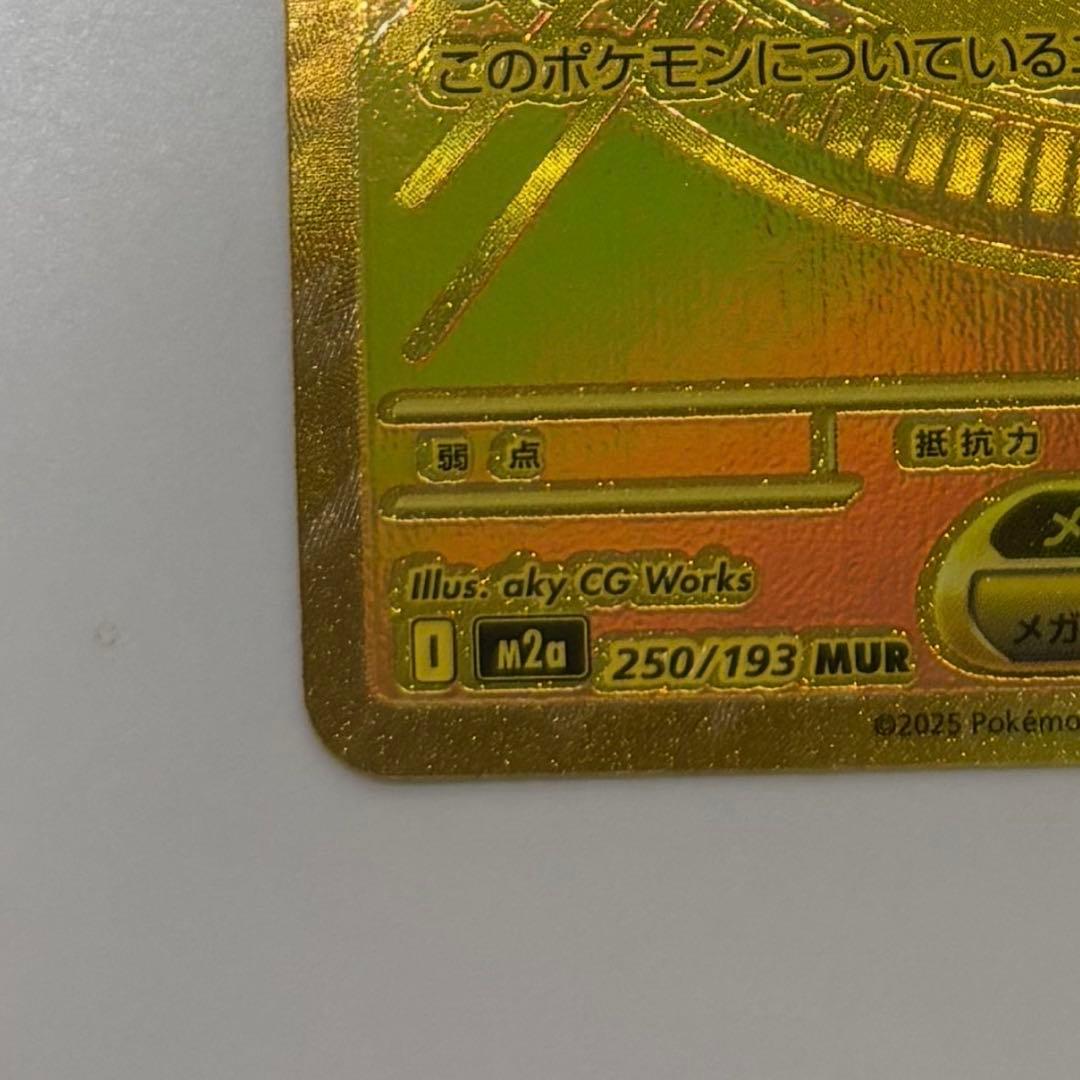 このポケモンについている
弱点 抵抗力
Illus. aky CG Works
メガ
I m2a 250/193 MUR
©2025 Pokémo